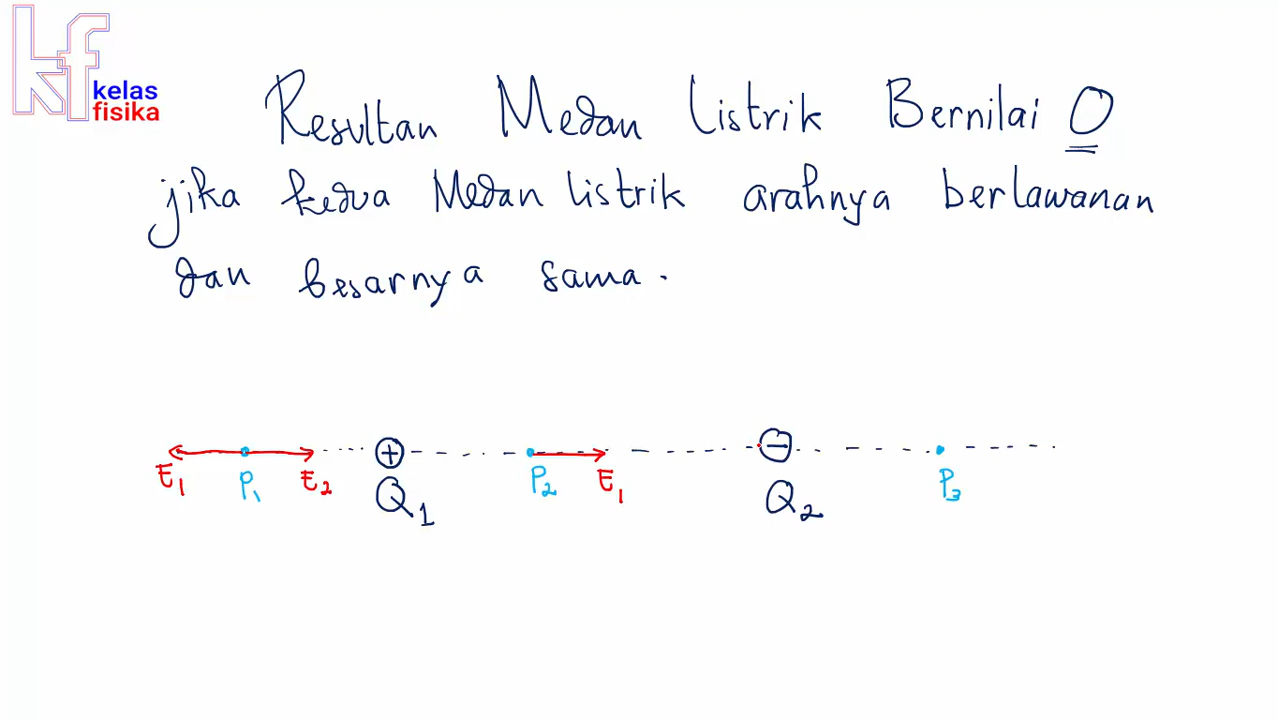 kf kelas
fisika
Resultan Medan Listrik Bernilai 0
jika kedua Medan listrik arahnya berlawanan
dan besarnya sama.
+ −
E₁ P₁ E₂ Q₁ P₂ E₁ Q₂ P₃